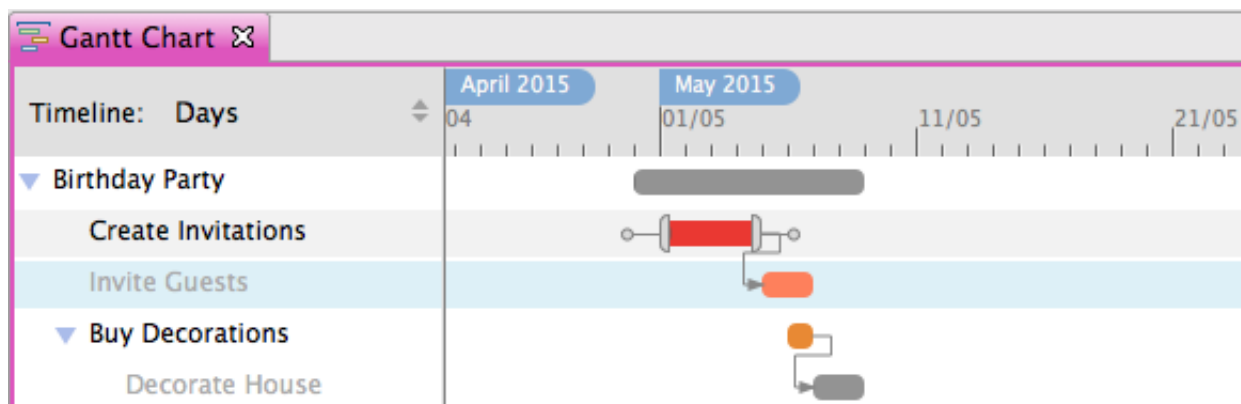 Gantt Chart
April 2015 May 2015
Timeline: Days
04 01/05 11/05 21/05
Birthday Party
Create Invitations
Invite Guests
Buy Decorations
Decorate House